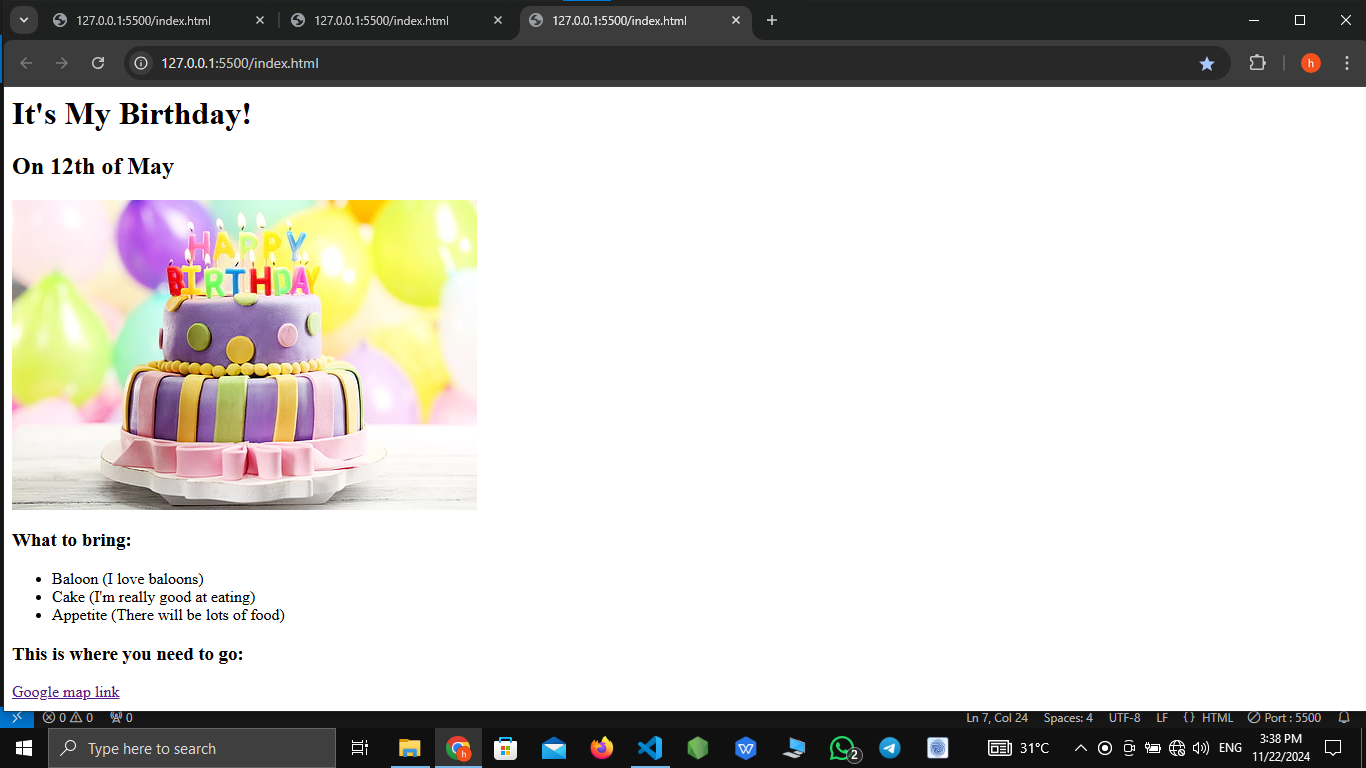 127.0.0.1:5500/index.html
127.0.0.1:5500/index.html
127.0.0.1:5500/index.html
127.0.0.1:5500/index.html
h
It's My Birthday!
On 12th of May
HAPPY
BIRTHDAY
What to bring:
Baloon (I love baloons)
Cake (I'm really good at eating)
Appetite (There will be lots of food)
This is where you need to go:
Google map link
0 0 0 Ln 7, Col 24 Spaces: 4 UTF-8 LF {} HTML Port : 5500
Type here to search
h
W
2
31°C
ENG
3:38 PM
11/22/2024